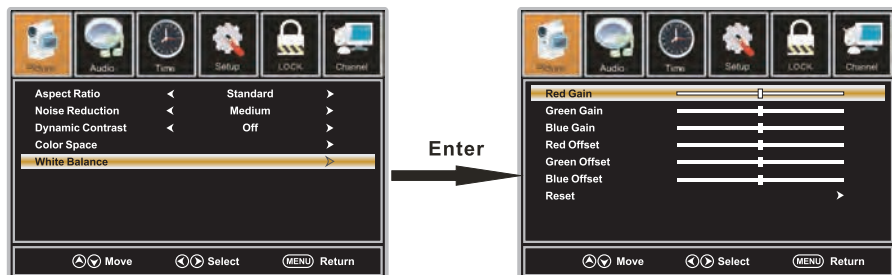 Picture Audio Time Setup LOCK Channel
Aspect Ratio Standard
Noise Reduction Medium
Dynamic Contrast Off
Color Space
White Balance
Move Select MENU Return
Enter
Picture Audio Time Setup LOCK Channel
Red Gain
Green Gain
Blue Gain
Red Offset
Green Offset
Blue Offset
Reset
Move Select MENU Return